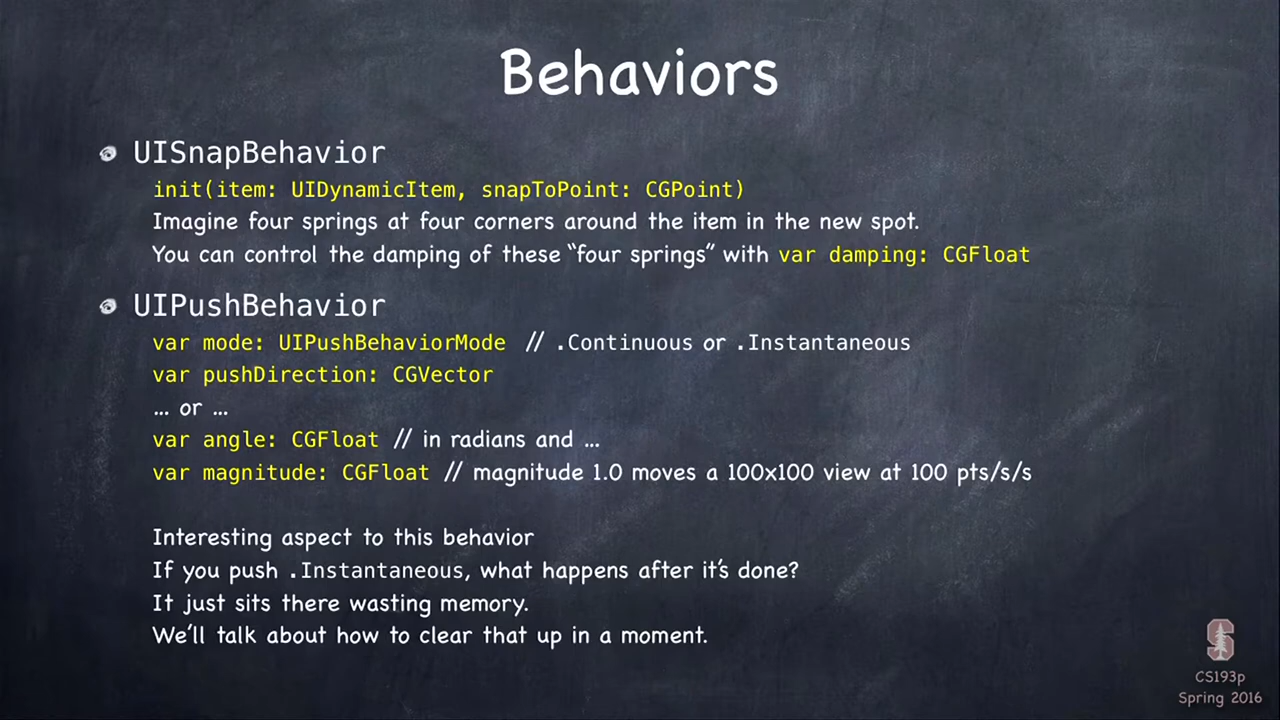 Behaviors
UISnapBehavior
init(item: UIDynamicItem, snapToPoint: CGPoint)
Imagine four springs at four corners around the item in the new spot.
You can control the damping of these “four springs” with var damping: CGFloat
UIPushBehavior
var mode: UIPushBehaviorMode // .Continuous or .Instantaneous
var pushDirection: CGVector
… or …
var angle: CGFloat // in radians and …
var magnitude: CGFloat // magnitude 1.0 moves a 100x100 view at 100 pts/s/s
Interesting aspect to this behavior
If you push .Instantaneous, what happens after it’s done?
It just sits there wasting memory.
We’ll talk about how to clear that up in a moment.
CS193p
Spring 2016